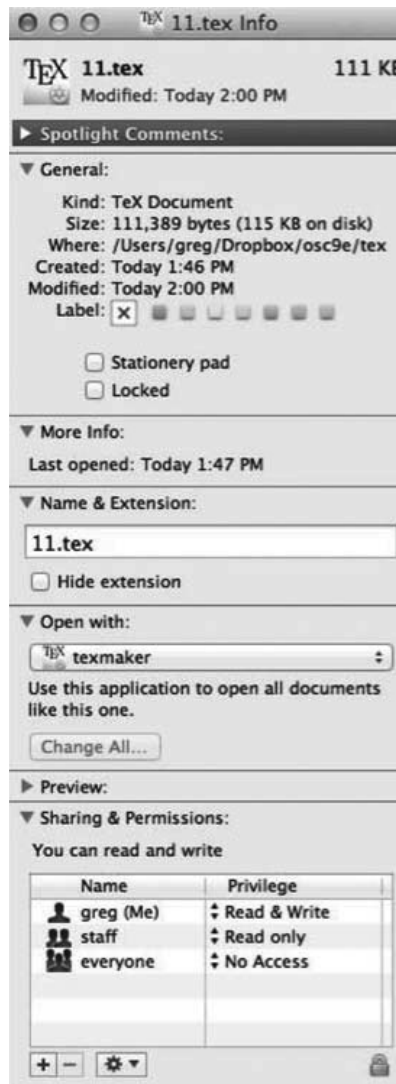 TEX 11.tex Info
TEX 11.tex 111 KB
Modified: Today 2:00 PM
Spotlight Comments:
General:
Kind: TeX Document
Size: 111,389 bytes (115 KB on disk)
Where: /Users/greg/Dropbox/osc9e/tex
Created: Today 1:46 PM
Modified: Today 2:00 PM
Label: x
Stationery pad
Locked
More Info:
Last opened: Today 1:47 PM
Name & Extension:
11.tex
Hide extension
Open with:
TEX texmaker
Use this application to open all documents
like this one.
Change All...
Preview:
Sharing & Permissions:
You can read and write
Name Privilege
greg (Me) Read & Write
staff Read only
everyone No Access